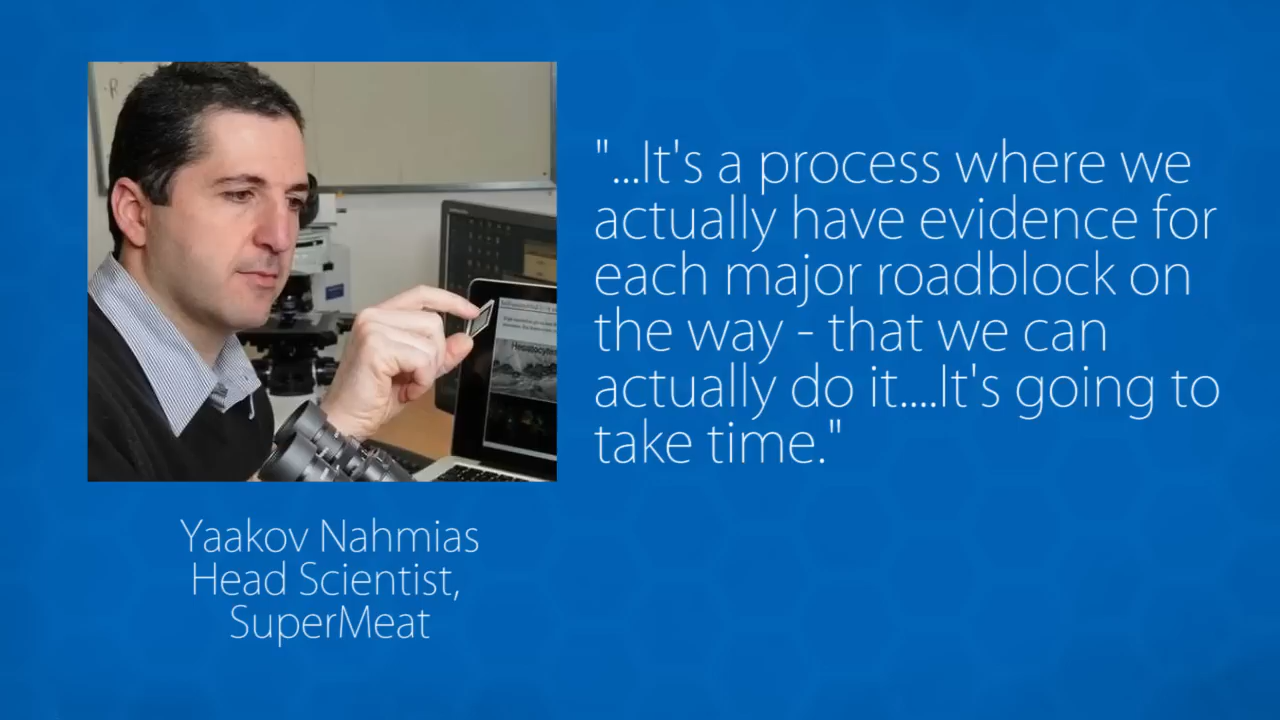 "...It's a process where we
actually have evidence for
each major roadblock on
the way - that we can
actually do it....It's going to
take time."
Hepatocytes
Yaakov Nahmias
Head Scientist,
SuperMeat